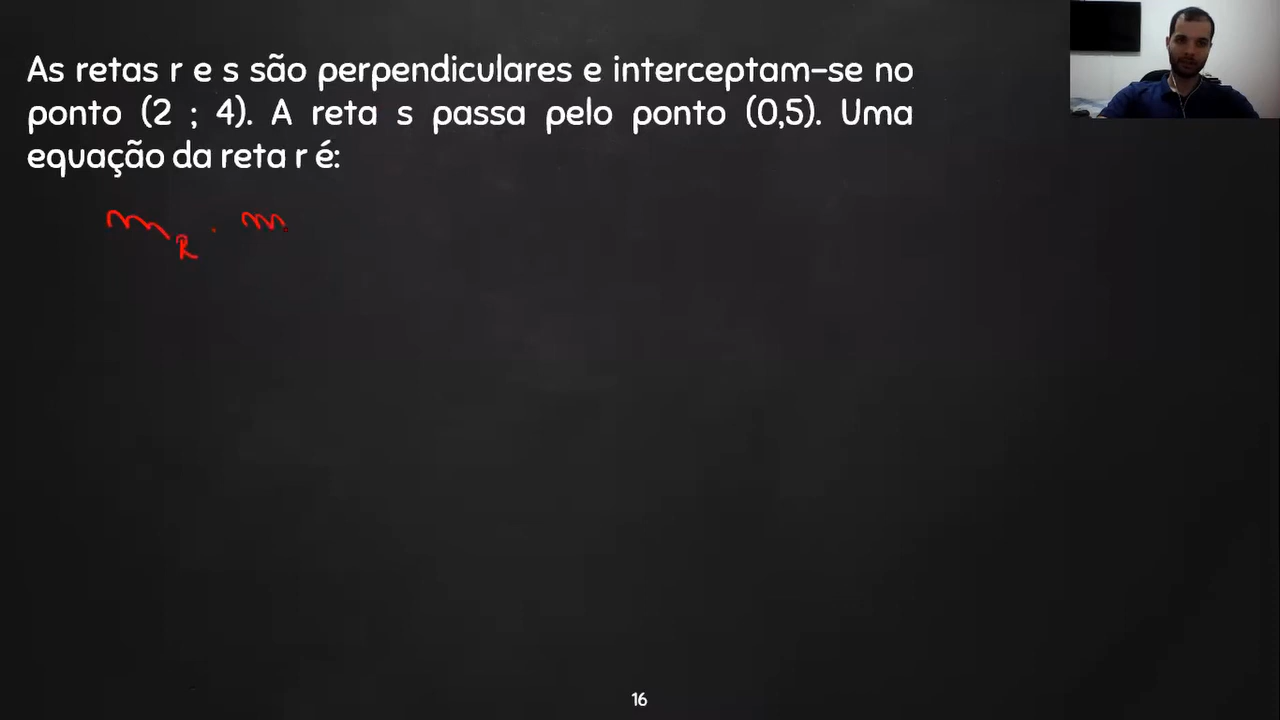 As retas r e s são perpendiculares e interceptam-se no
ponto (2 ; 4). A reta s passa pelo ponto (0,5). Uma
equação da reta r é:
m_R . m
16